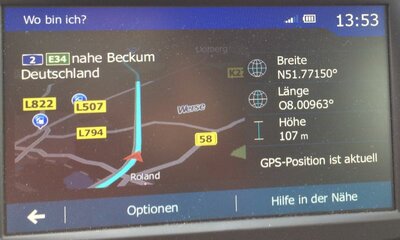 Wo bin ich?
13:53
2 E34 nahe Beckum
Deutschland
L822
L507
L794
58
Werse
Roland
Breite
N51.77150°
Länge
O8.00963°
Höhe
107 m
GPS-Position ist aktuell
Optionen
Hilfe in der Nähe